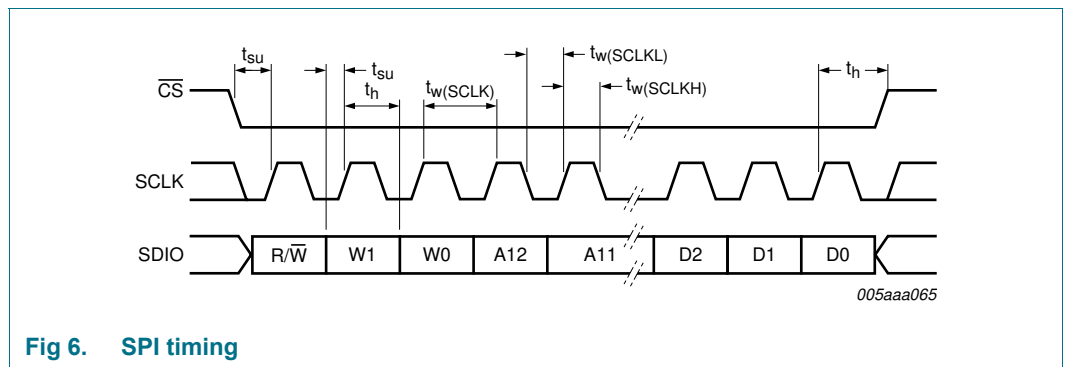 tsu
tsu
th
tw(SCLK)
tw(SCLKL)
tw(SCLKH)
th
CS
SCLK
SDIO
R/W
W1
W0
A12
A11
D2
D1
D0
005aaa065
Fig 6. SPI timing